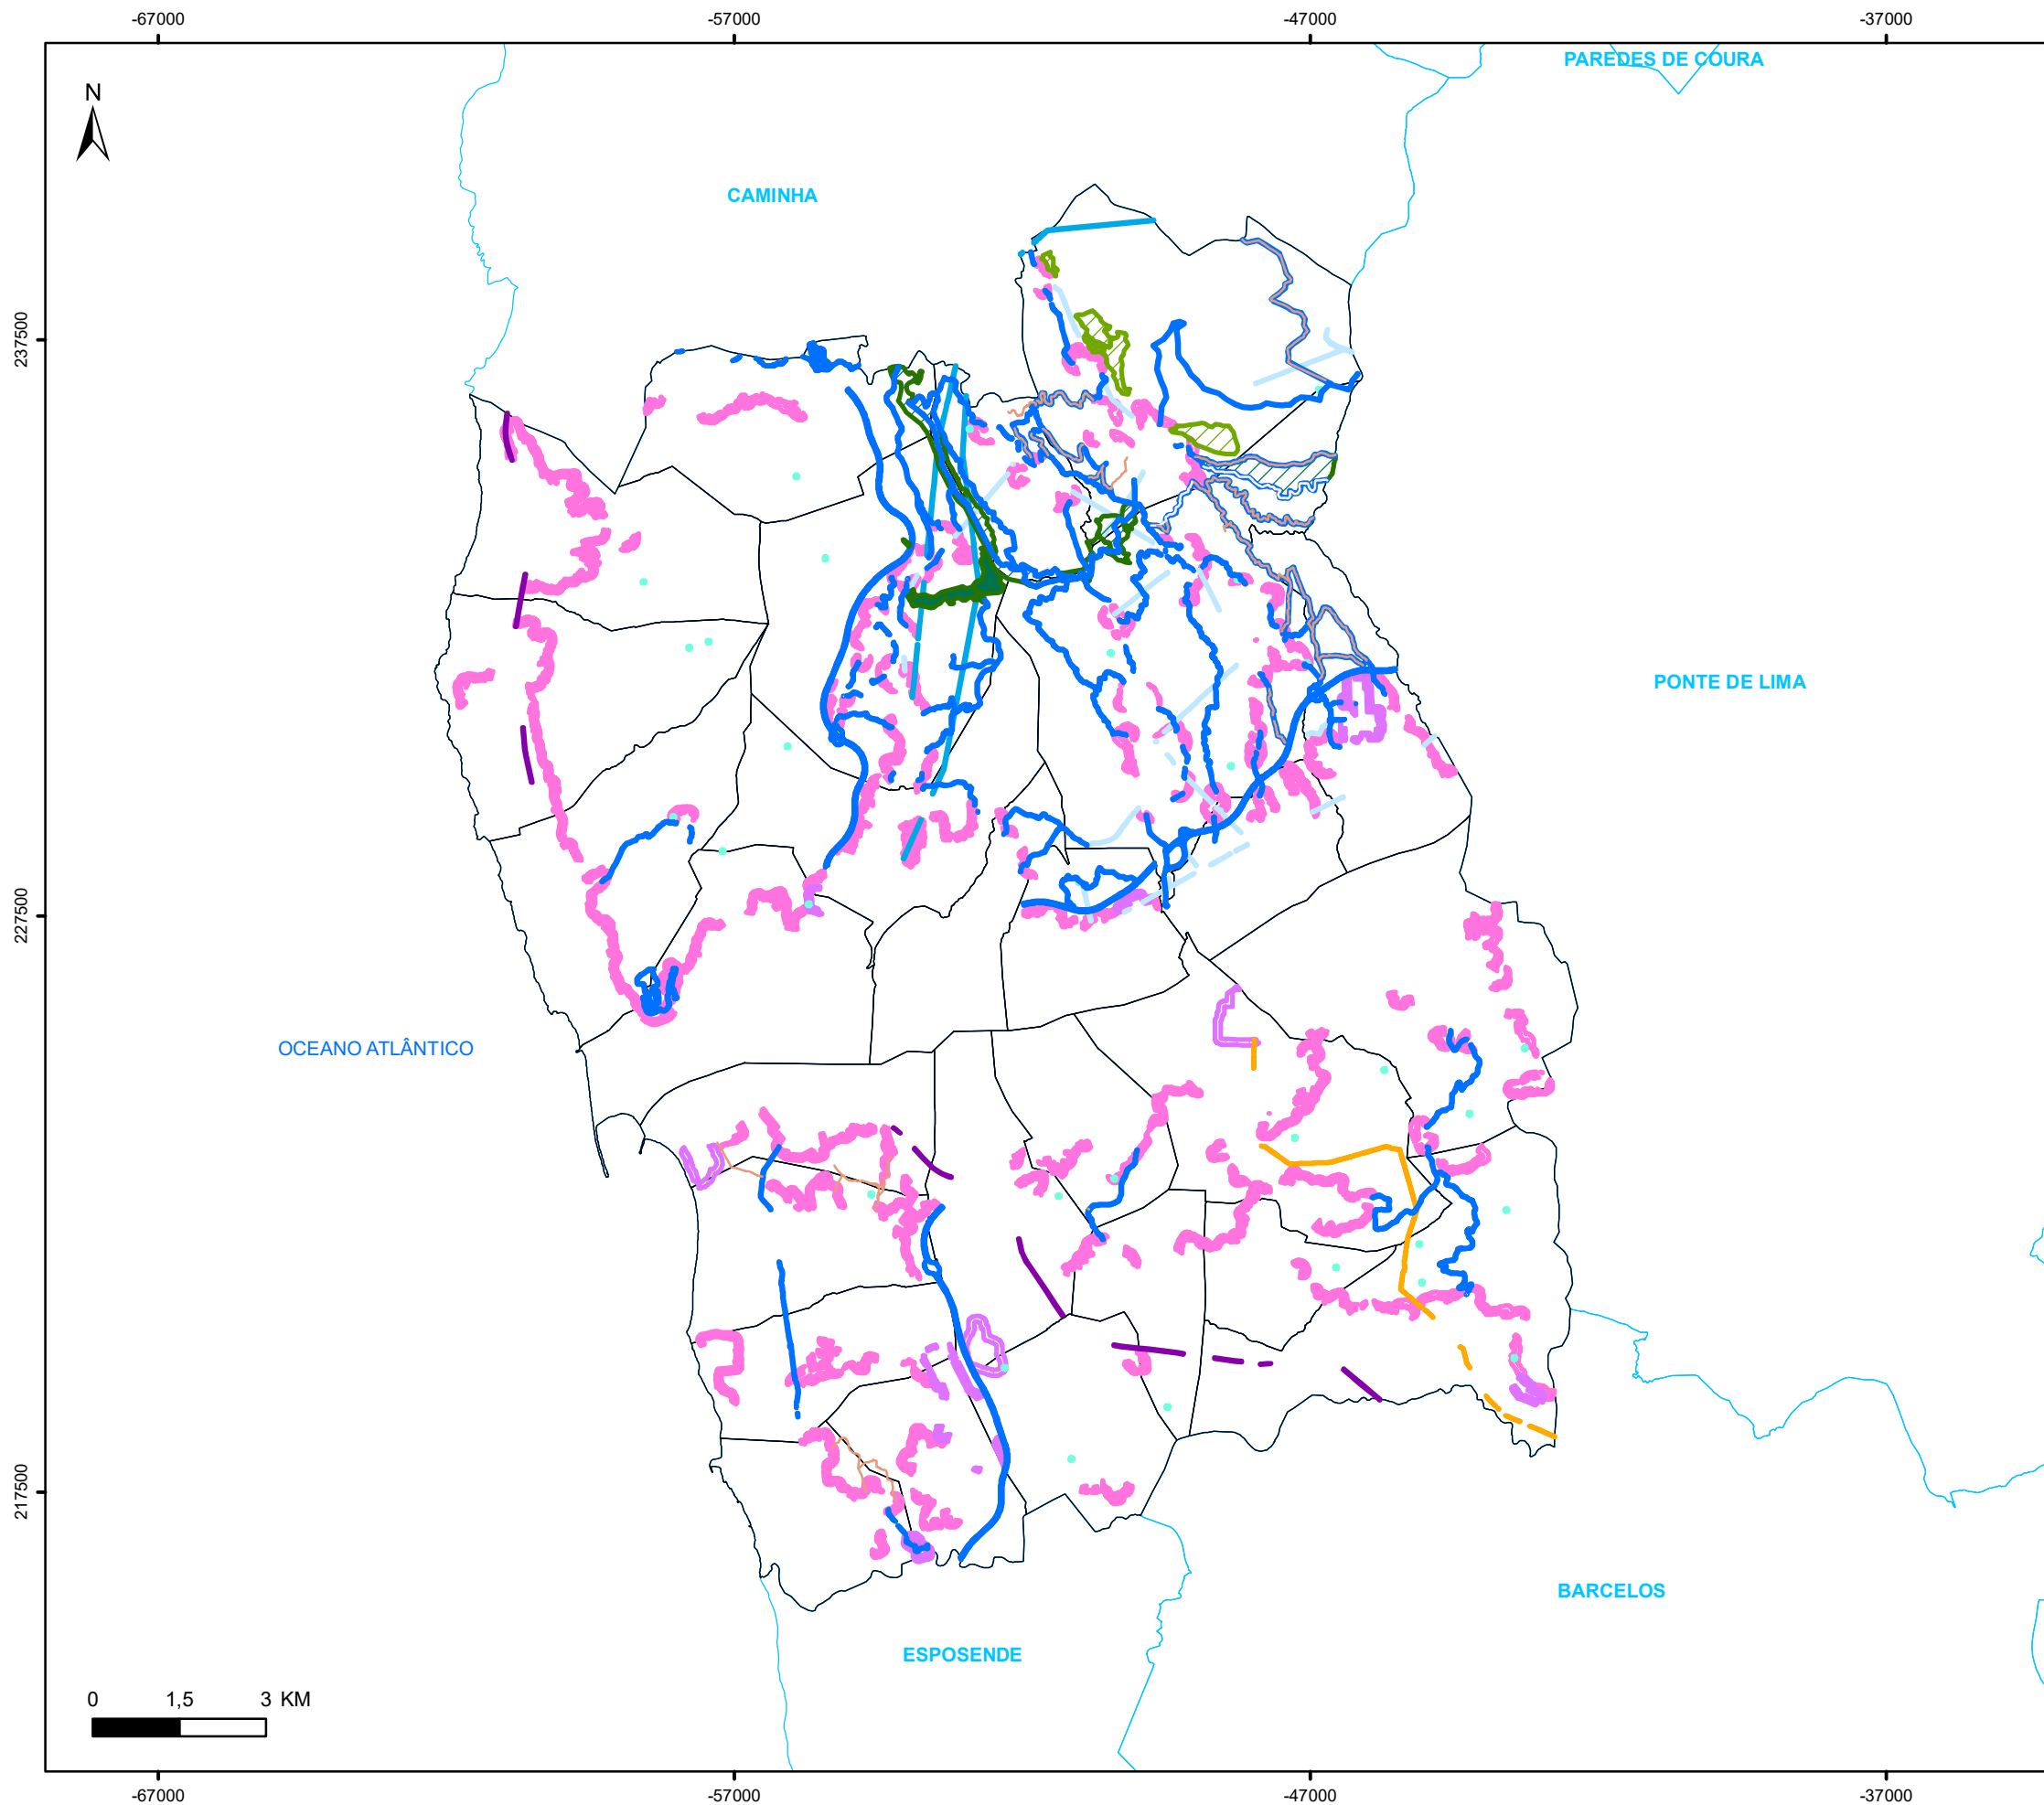 -67000 -57000 -47000 -37000
PAREDES DE COURA
N
CAMINHA
237500
PONTE DE LIMA
227500
OCEANO ATLÂNTICO
217500
BARCELOS
ESPOSENDE
0 1,5 3 KM
-67000 -57000 -47000 -37000